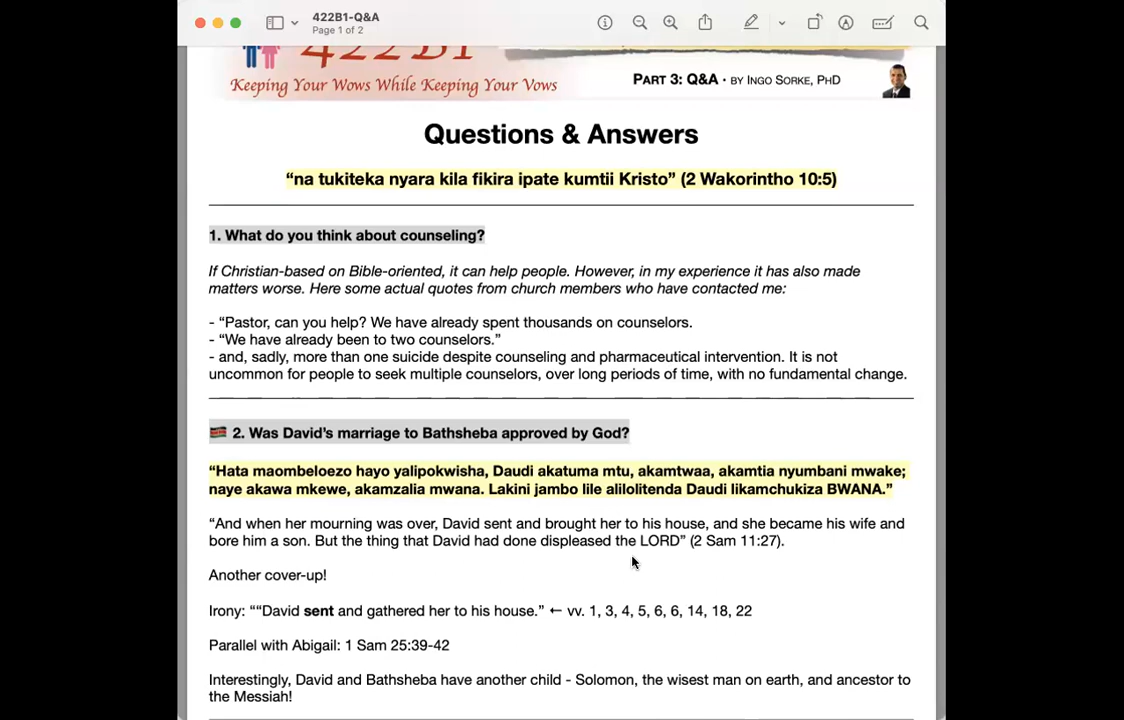 422B1-Q&A
Page 1 of 2
422B1
Keeping Your Wows While Keeping Your Vows
PART 3: Q&A · BY INGO SORKE, PHD
Questions & Answers
“na tukiteka nyara kila fikira ipate kumtii Kristo” (2 Wakorintho 10:5)
1. What do you think about counseling?
If Christian-based on Bible-oriented, it can help people. However, in my experience it has also made
matters worse. Here some actual quotes from church members who have contacted me:
- “Pastor, can you help? We have already spent thousands on counselors.
- “We have already been to two counselors.”
- and, sadly, more than one suicide despite counseling and pharmaceutical intervention. It is not
uncommon for people to seek multiple counselors, over long periods of time, with no fundamental change.
🇰🇪 2. Was David’s marriage to Bathsheba approved by God?
“Hata maombeloezo hayo yalipokwisha, Daudi akatuma mtu, akamtwaa, akamtia nyumbani mwake;
naye akawa mkewe, akamzalia mwana. Lakini jambo lile alilolitenda Daudi likamchukiza BWANA.”
“And when her mourning was over, David sent and brought her to his house, and she became his wife and
bore him a son. But the thing that David had done displeased the LORD” (2 Sam 11:27).
Another cover-up!
Irony: ““David sent and gathered her to his house.” ← vv. 1, 3, 4, 5, 6, 6, 14, 18, 22
Parallel with Abigail: 1 Sam 25:39-42
Interestingly, David and Bathsheba have another child - Solomon, the wisest man on earth, and ancestor to
the Messiah!